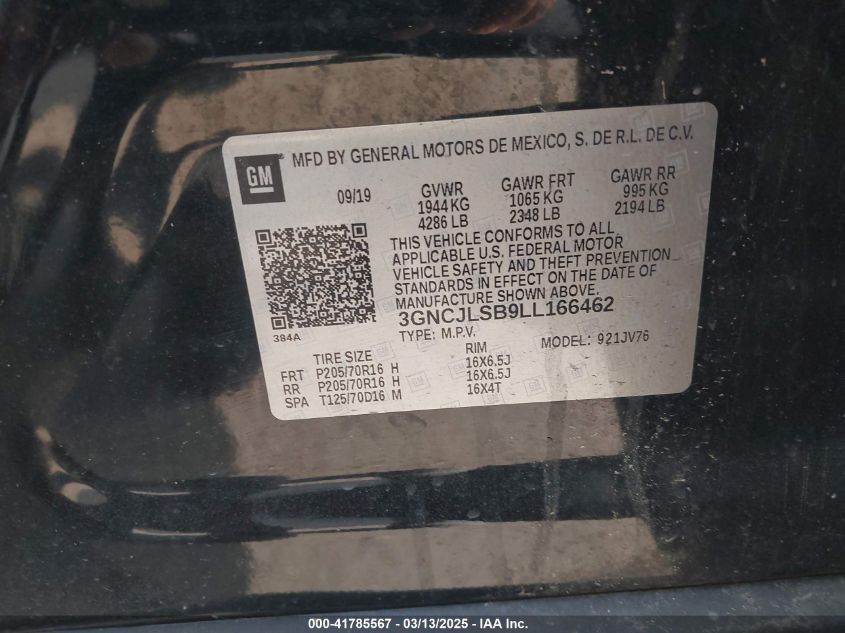 GM
MFD BY GENERAL MOTORS DE MEXICO, S. DE R.L. DE C.V.
09/19
GVWR GAWR FRT GAWR RR
1944 KG 1065 KG 995 KG
4286 LB 2348 LB 2194 LB
THIS VEHICLE CONFORMS TO ALL
APPLICABLE U.S. FEDERAL MOTOR
VEHICLE SAFETY AND THEFT PREVENTION
STANDARDS IN EFFECT ON THE DATE OF
MANUFACTURE SHOWN ABOVE.
3GNCJLSB9LL166462
384A
TYPE: M.P.V. MODEL: 921JV76
TIRE SIZE RIM
FRT P205/70R16 H 16X6.5J
RR P205/70R16 H 16X6.5J
SPA T125/70D16 M 16X4T
000-41785567 - 03/13/2025 - IAAI.COM